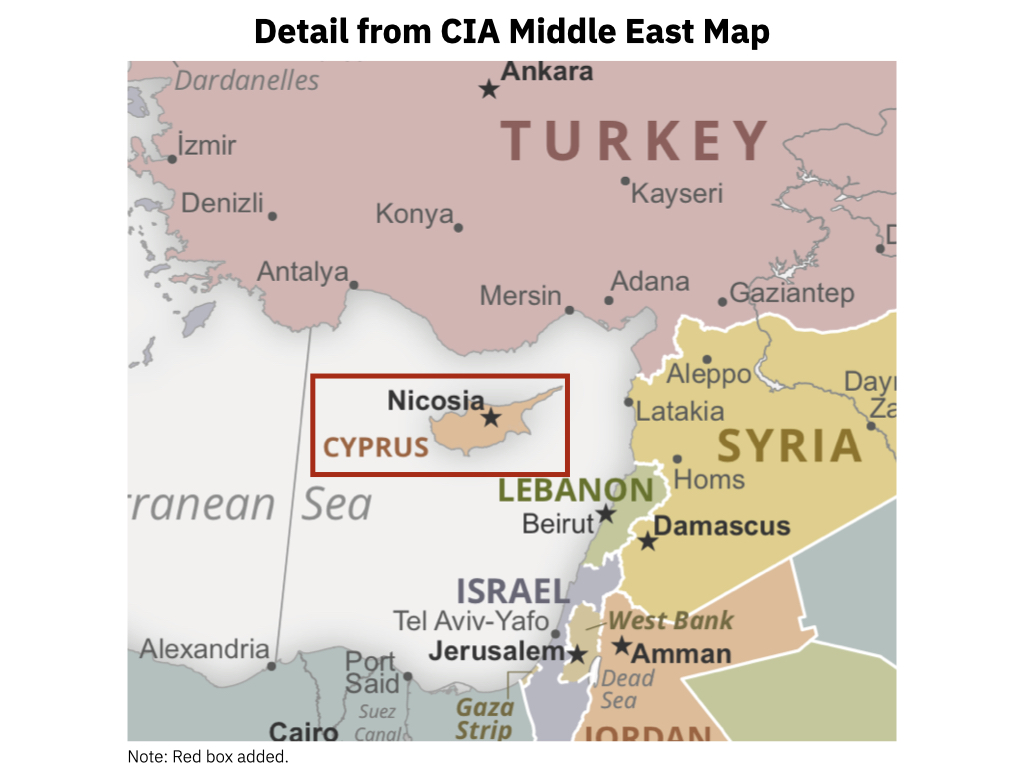 Detail from CIA Middle East Map
Ankara
Dardanelles
TURKEY
İzmir
Kayseri
Denizli
Konya
Antalya
Adana
Mersin
Gaziantep
Aleppo
Nicosia
Latakia
CYPRUS
SYRIA
Homs
LEBANON
ranean Sea
Beirut
Damascus
ISRAEL
Tel Aviv-Yafo
West Bank
Alexandria
Jerusalem
Amman
Port
Said
Dead
Sea
Suez
Canal
Gaza
Strip
Cairo
JORDAN
Note: Red box added.